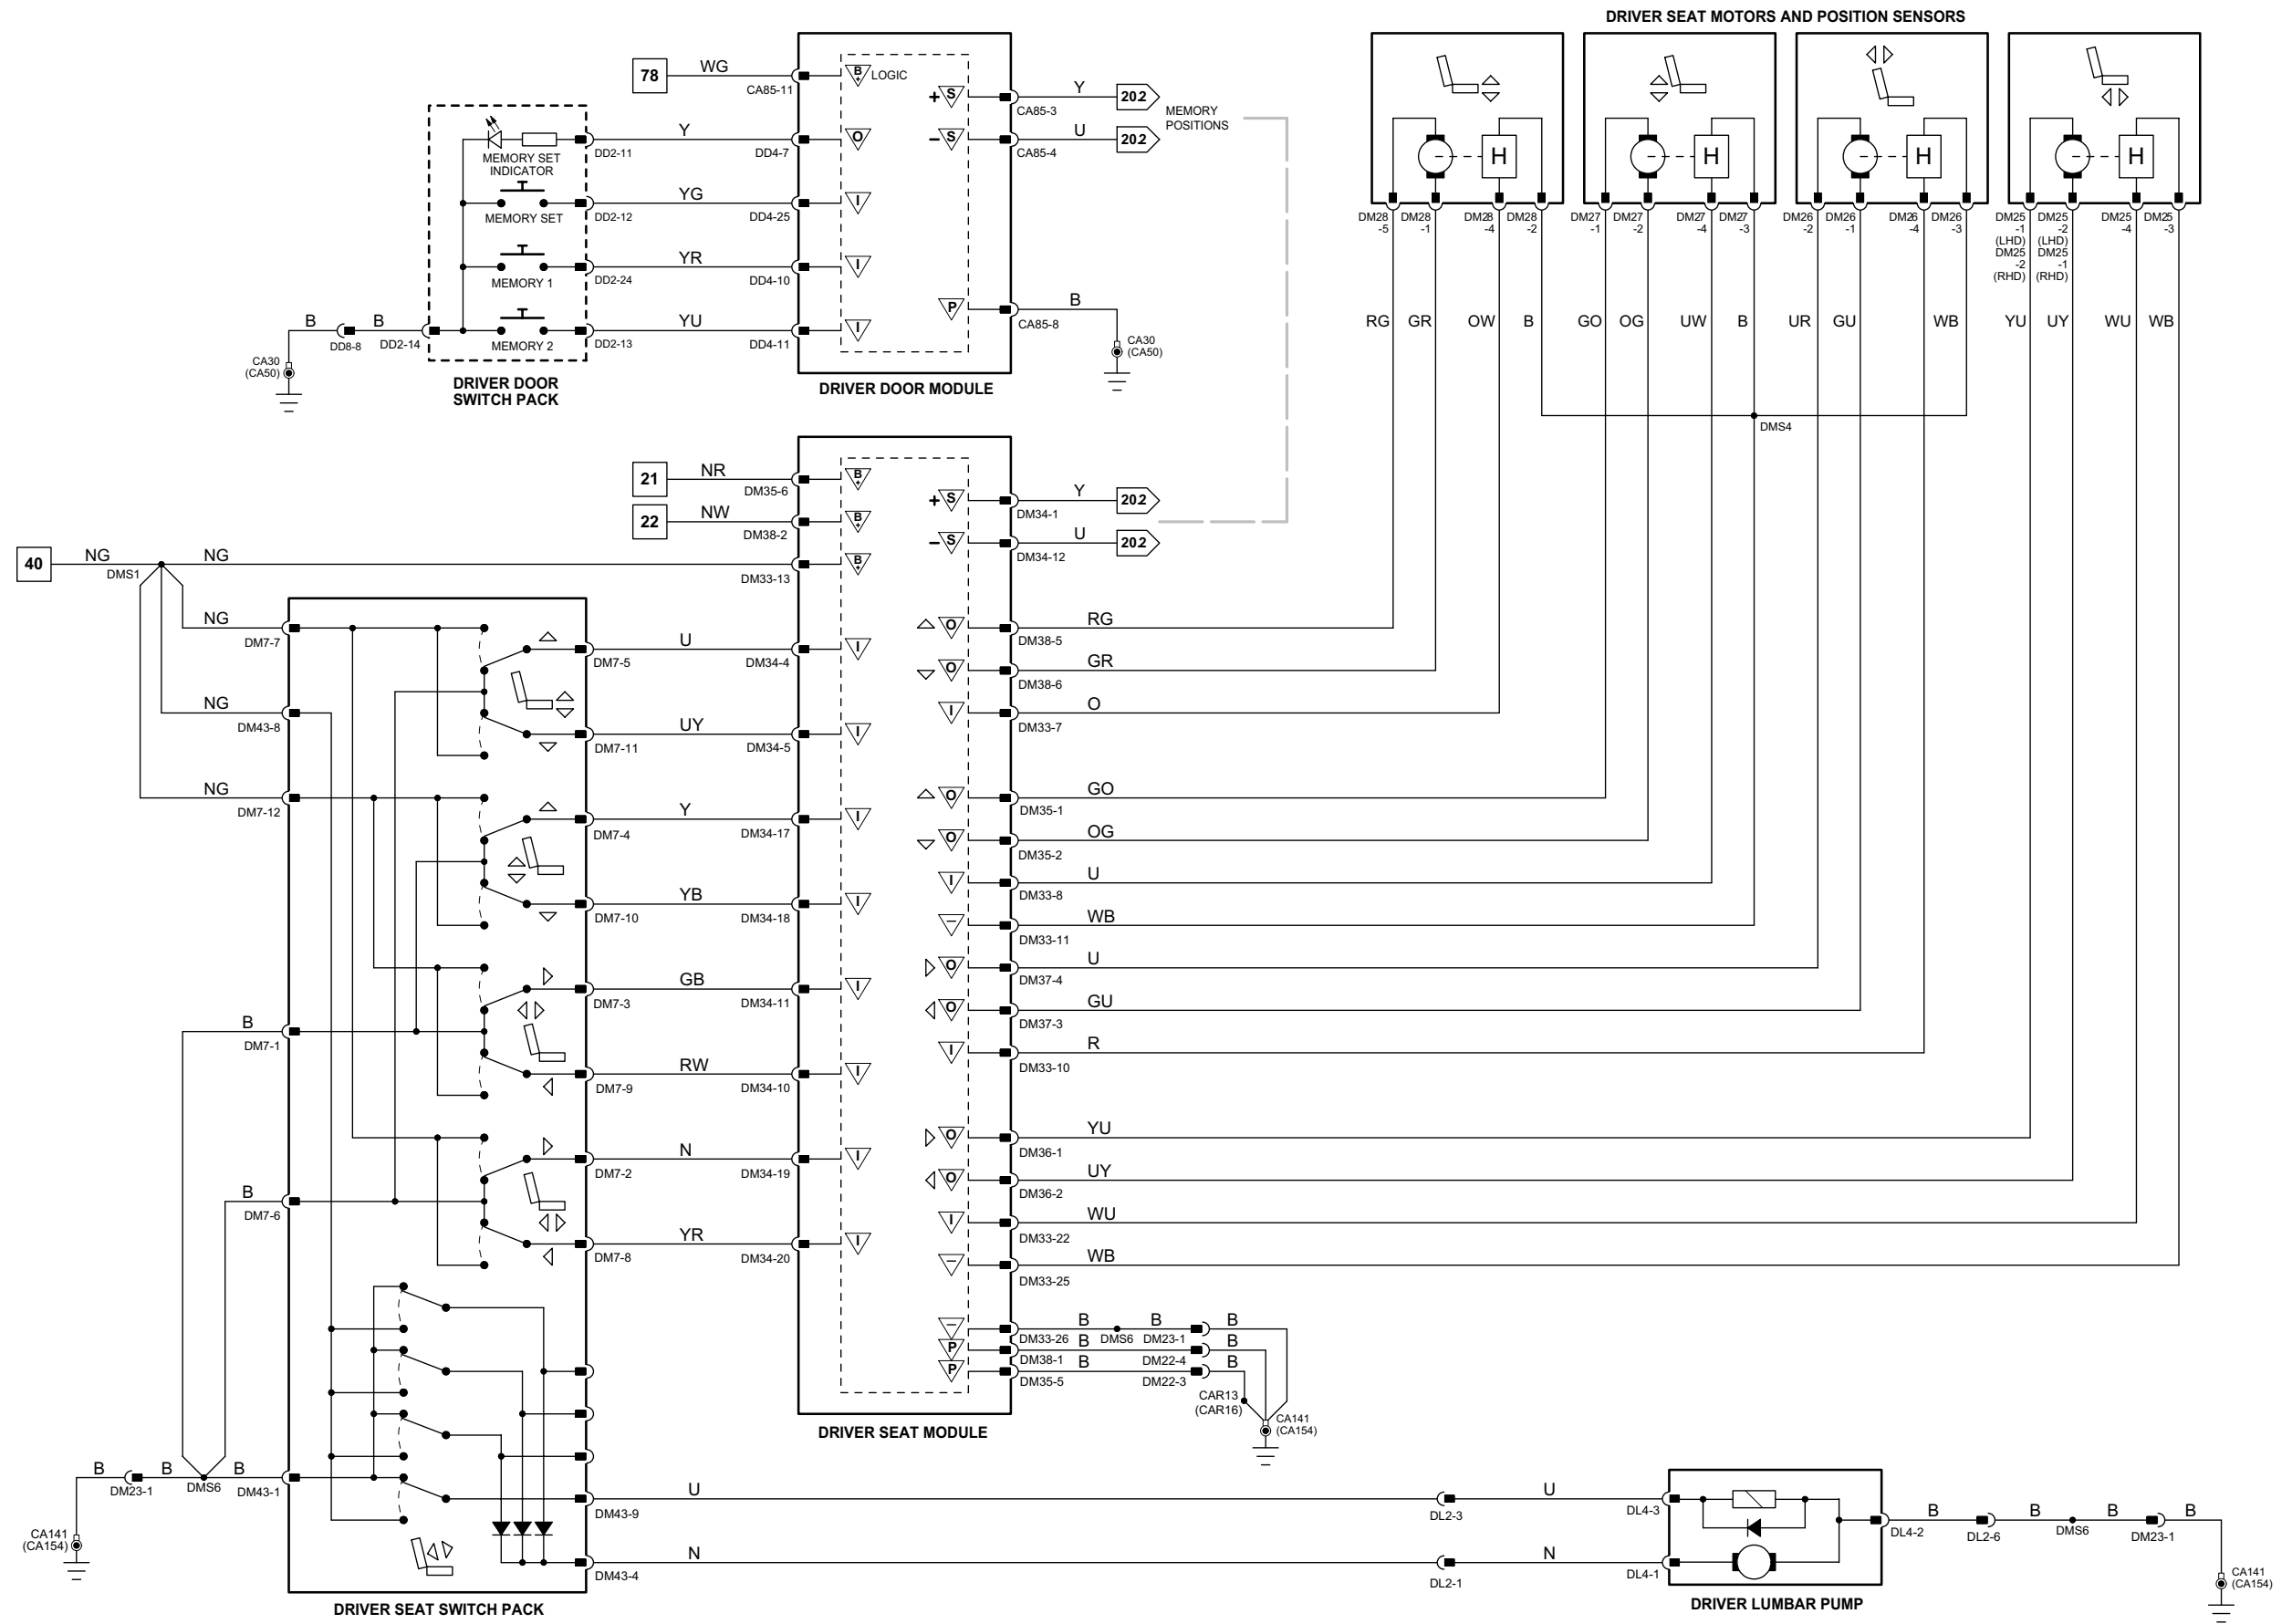 DRIVER SEAT MOTORS AND POSITION SENSORS
78
WG
CA85-11
B+
LOGIC
+ S
CA85-3
Y
20.2
MEMORY
POSITIONS
- S
CA85-4
U
20.2
MEMORY SET
INDICATOR
DD2-11
Y
DD4-7
O
MEMORY SET
DD2-12
YG
DD4-25
I
MEMORY 1
DD2-24
YR
DD4-10
I
MEMORY 2
DD2-13
YU
DD4-11
I
P
CA85-8
B
CA30
(CA50)
B
DD8-8
B
DD2-14
CA30
(CA50)
DRIVER DOOR
SWITCH PACK
DRIVER DOOR MODULE
H
H
H
H
DM28
-5
DM28
-1
DM28
-4
DM28
-2
DM27
-1
DM27
-2
DM27
-4
DM27
-3
DM26
-2
DM26
-1
DM26
-4
DM26
-3
DM25
-1
(LHD)
DM25
-2
(RHD)
DM25
-2
(LHD)
DM25
-1
(RHD)
DM25
-4
DM25
-3
RG GR OW B GO OG UW B UR GU WB YU UY WU WB
DMS4
21
NR
DM35-6
B+
22
NW
DM38-2
B+
40
NG
DMS1
NG
DM33-13
B+
+ S
DM34-1
Y
20.2
- S
DM34-12
U
20.2
NG
DM7-7
NG
DM43-8
NG
DM7-12
B
DM7-1
B
DM7-6
DM7-5
U
DM34-4
I
DM7-11
UY
DM34-5
I
DM7-4
Y
DM34-17
I
DM7-10
YB
DM34-18
I
DM7-3
GB
DM34-11
I
DM7-9
RW
DM34-10
I
DM7-2
N
DM34-19
I
DM7-8
YR
DM34-20
I
O
DM38-5
RG
O
DM38-6
GR
I
DM33-7
O
O
DM35-1
GO
O
DM35-2
OG
I
DM33-8
U
-
DM33-11
WB
O
DM37-4
U
O
DM37-3
GU
I
DM33-10
R
O
DM36-1
YU
O
DM36-2
UY
I
DM33-22
WU
-
DM33-25
WB
-
DM33-26
B
DMS6
B
DM23-1
B
P
DM38-1
B
DM22-4
B
P
DM35-5
B
DM22-3
B
CAR13
(CAR16)
CA141
(CA154)
DRIVER SEAT MODULE
B
DM23-1
B
DMS6
B
DM43-1
CA141
(CA154)
DM43-9
U
DL2-3
U
DL4-3
DM43-4
N
DL2-1
N
DL4-1
DL4-2
B
DL2-6
B
DMS6
B
DM23-1
B
CA141
(CA154)
DRIVER SEAT SWITCH PACK
DRIVER LUMBAR PUMP